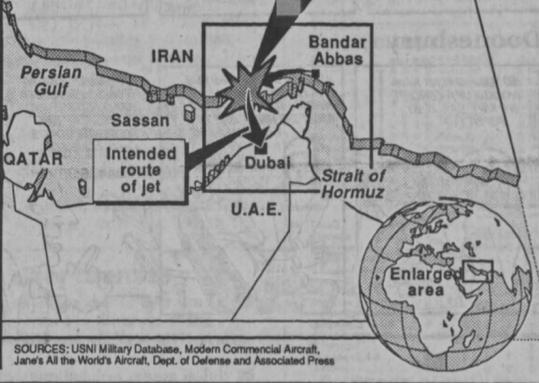 IRAN
Bandar
Abbas
Persian
Gulf
Sassan
QATAR
Intended
route
of jet
Dubai
Strait of
Hormuz
U.A.E.
Enlarged
area
SOURCES: USNI Military Database, Modern Commencial Aircraft,
Jane's All the World's Aircraft, Dept. of Defense and Associated Press